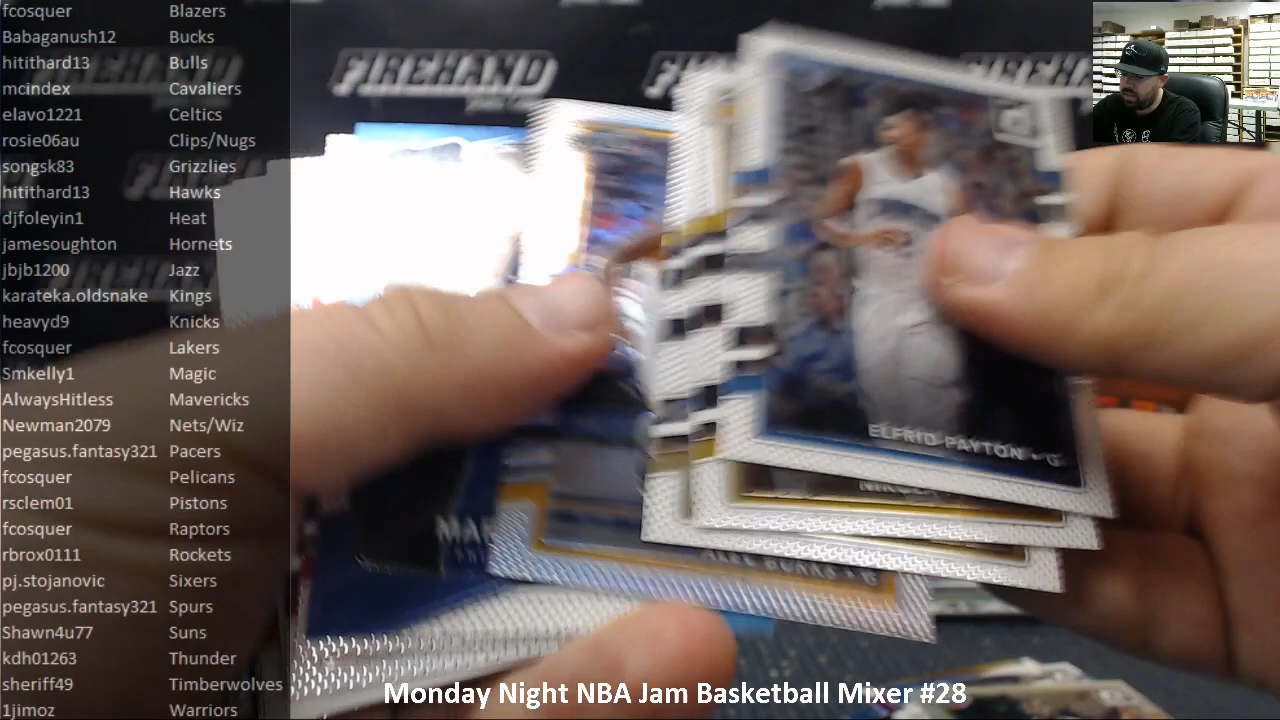 fcosquer Blazers
Babaganush12 Bucks
hitithard13 Bulls
mcindex Cavaliers
elavo1221 Celtics
rosie06au Clips/Nugs
songsk83 Grizzlies
hitithard13 Hawks
djfoleyin1 Heat
jamesoughton Hornets
jbjb1200 Jazz
karateka.oldsnake Kings
heavyd9 Knicks
fcosquer Lakers
Smkelly1 Magic
AlwaysHitless Mavericks
Newman2079 Nets/Wiz
pegasus.fantasy321 Pacers
fcosquer Pelicans
rsclem01 Pistons
fcosquer Raptors
rbrox0111 Rockets
pj.stojanovic Sixers
pegasus.fantasy321 Spurs
Shawn4u77 Suns
kdh01263 Thunder
sheriff49 Timberwolves
1jimoz Warriors
FIREHAND
ELFRID PAYTON • G
ALEC BURKS • G
Monday Night NBA Jam Basketball Mixer #28